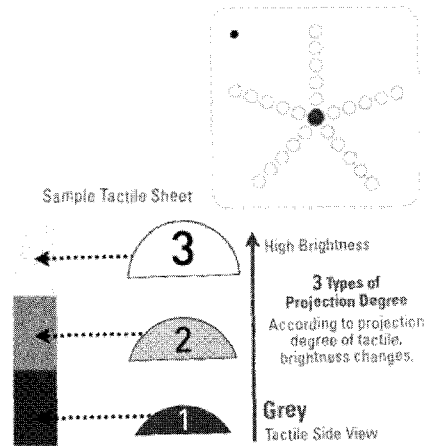 Sample Tactile Sheet
3
High Brightness
3 Types of
Projection Degree
According to projection
degree of tactile,
brightness changes.
2
1
Grey
Tactile Side View